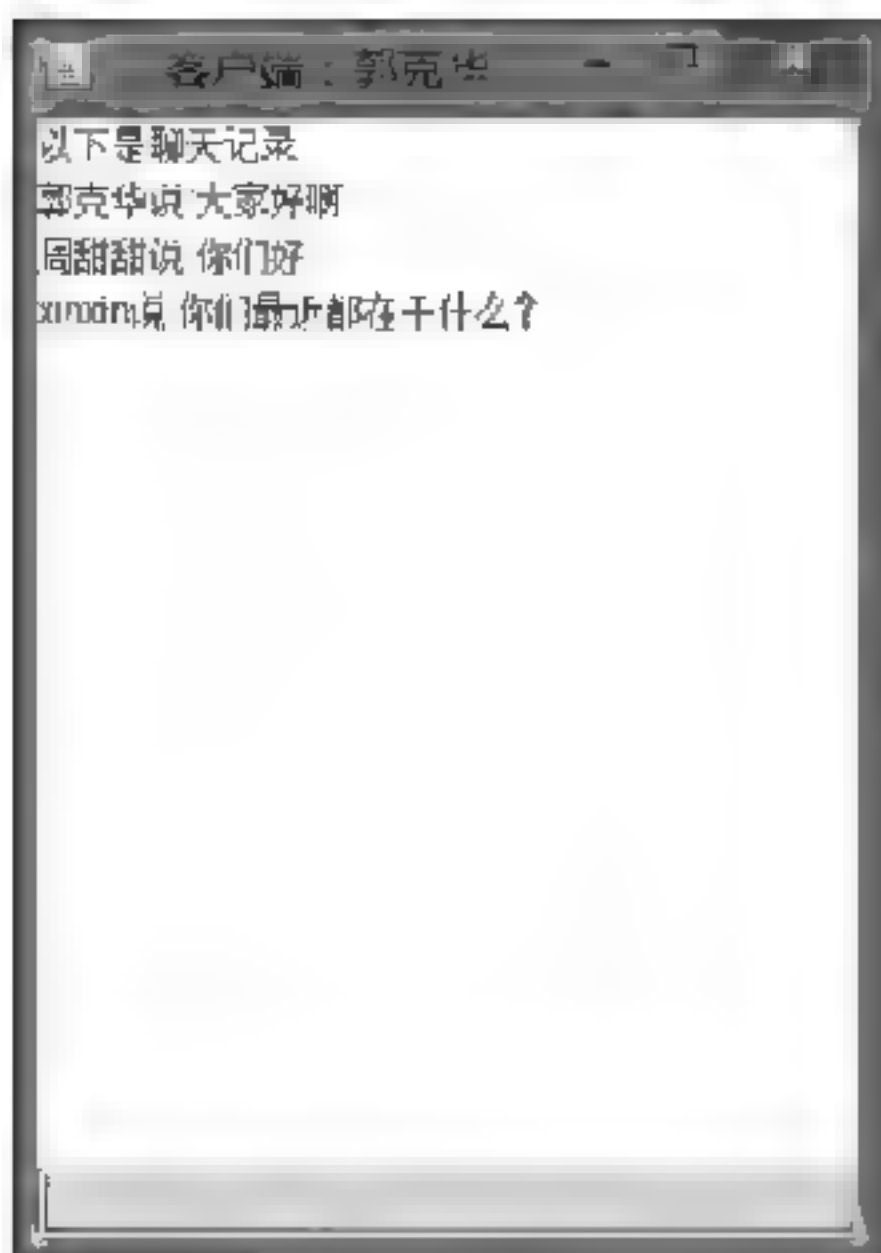 客户端：郭克华
以下是聊天记录
郭克华说 大家好啊
周甜甜说 你们好
说 你们最近都在干什么？